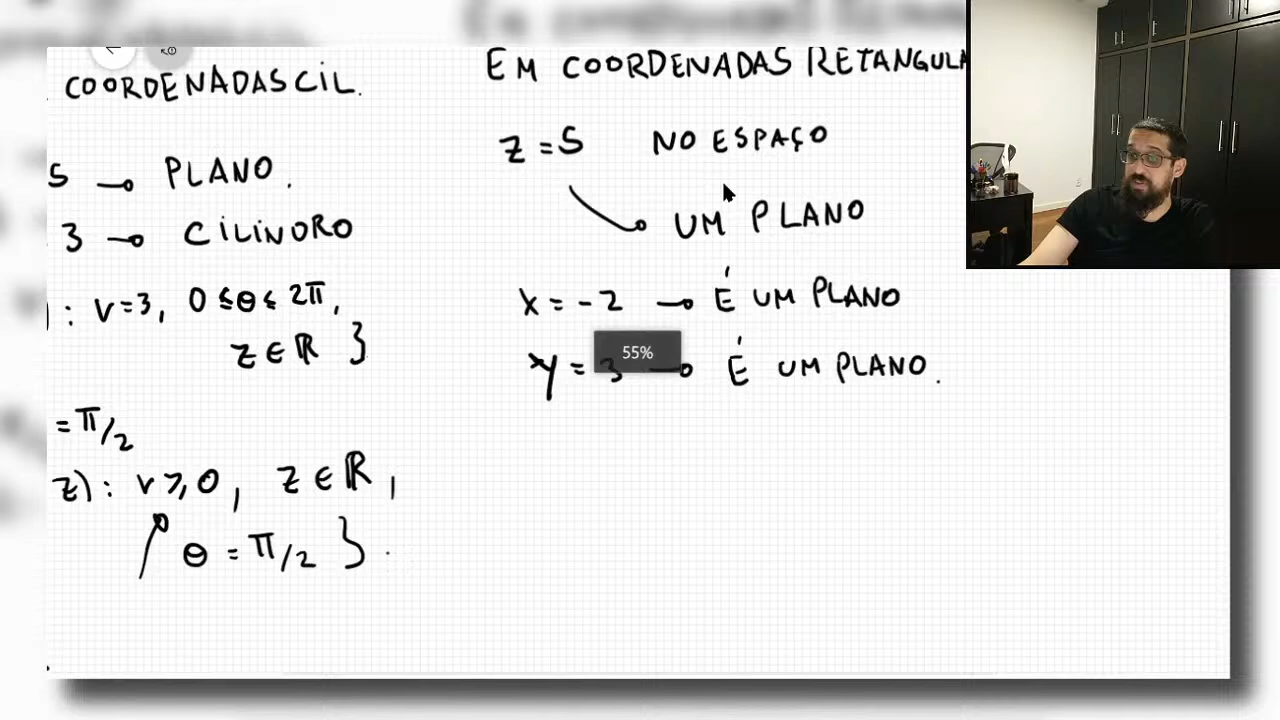 COORDENADAS CIL.
5 → PLANO.
3 → CILINDRO
: r=3, 0≤θ≤2π,
z∈ℝ }
=π/2
z): r≥0, z∈ℝ,
θ=π/2 }.
EM COORDENADAS RETANGULA
z=5 NO ESPAÇO
UM PLANO
x=-2 → É UM PLANO
y=3 → É UM PLANO.
55%